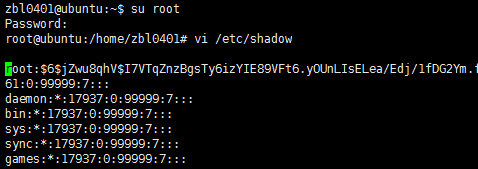 zbl0401@ubuntu:~$ su root
Password:
root@ubuntu:/home/zbl0401# vi /etc/shadow
root:$6$jZwu8qhV$I7VTqZnzBgsTy6izYIE89VFt6.yOUnLIsELea/Edj/1fDG2Ym.f
61:0:99999:7:::
daemon:*:17937:0:99999:7:::
bin:*:17937:0:99999:7:::
sys:*:17937:0:99999:7:::
sync:*:17937:0:99999:7:::
games:*:17937:0:99999:7:::